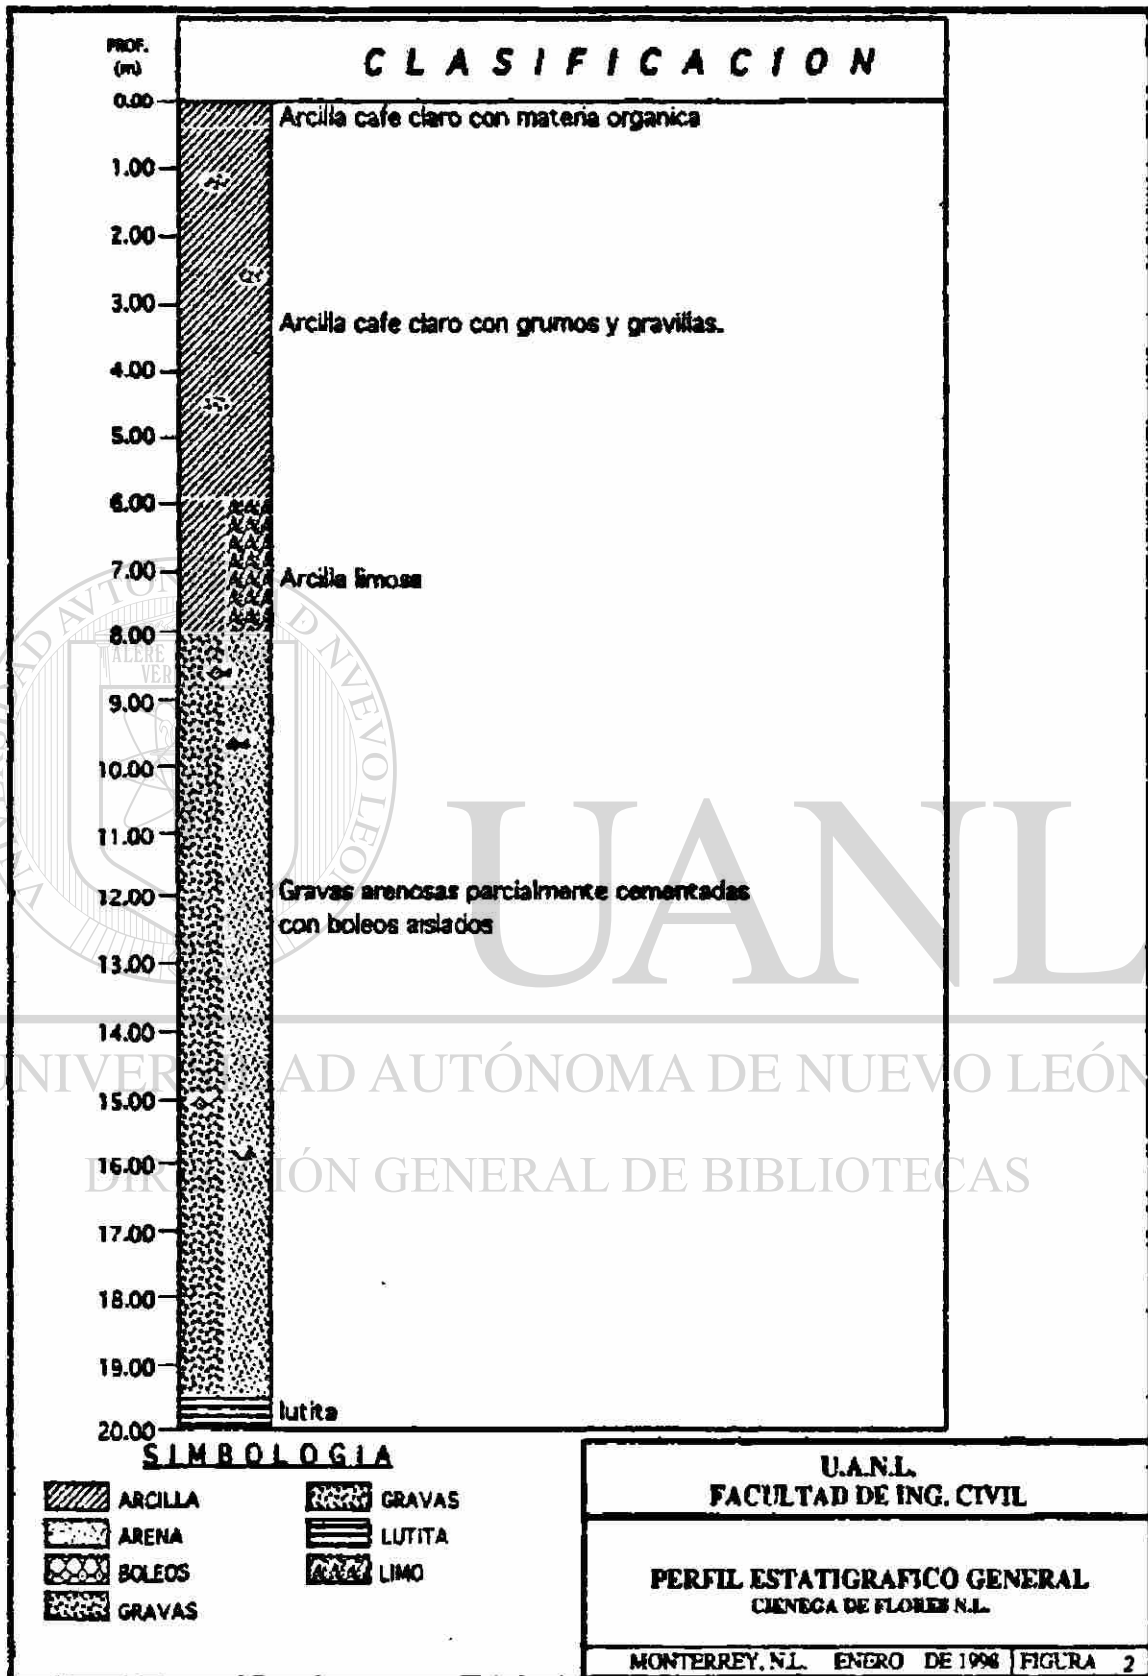 PROF.
(m)
CLASIFICACION
0.00
Arcilla cafe claro con materia organica
1.00
2.00
3.00
Arcilla cafe claro con grumos y gravillas.
4.00
5.00
6.00
7.00
Arcilla limosa
8.00
9.00
10.00
11.00
12.00
Gravas arenosas parcialmente cementadas
con boleos aislados
13.00
14.00
15.00
16.00
17.00
18.00
19.00
lutita
20.00
SIMBOLOGIA
ARCILLA
ARENA
BOLEOS
GRAVAS
GRAVAS
LUTITA
LIMO
U.A.N.L.
FACULTAD DE ING. CIVIL
PERFIL ESTATIGRAFICO GENERAL
CIENEGA DE FLORES N.L.
MONTERREY, N.L. ENERO DE 1998 FIGURA 2
ALERE
VER
UANL
UNIVERSIDAD AUTÓNOMA DE NUEVO LEÓN
DIRECCIÓN GENERAL DE BIBLIOTECAS